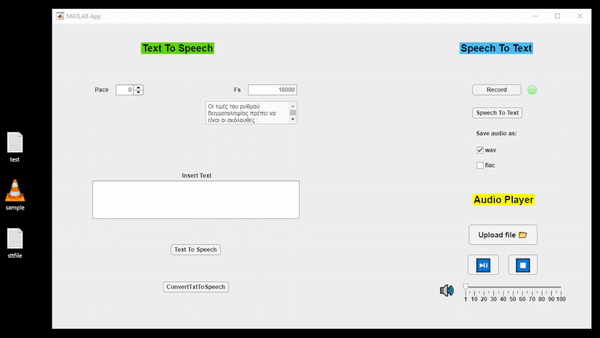 MATLAB App
Text To Speech
Speech To Text
Pace
0
Fs
16000
Οι τιμές του ρυθμού
δειγματοληψίας πρέπει να
είναι οι ακόλουθες
Record
Speech To Text
Save audio as:
wav
flac
Insert Text
Audio Player
Upload file
Text To Speech
ConvertTxtToSpeech
1 10 20 30 40 50 60 70 80 90 100
test
sample
sttfile